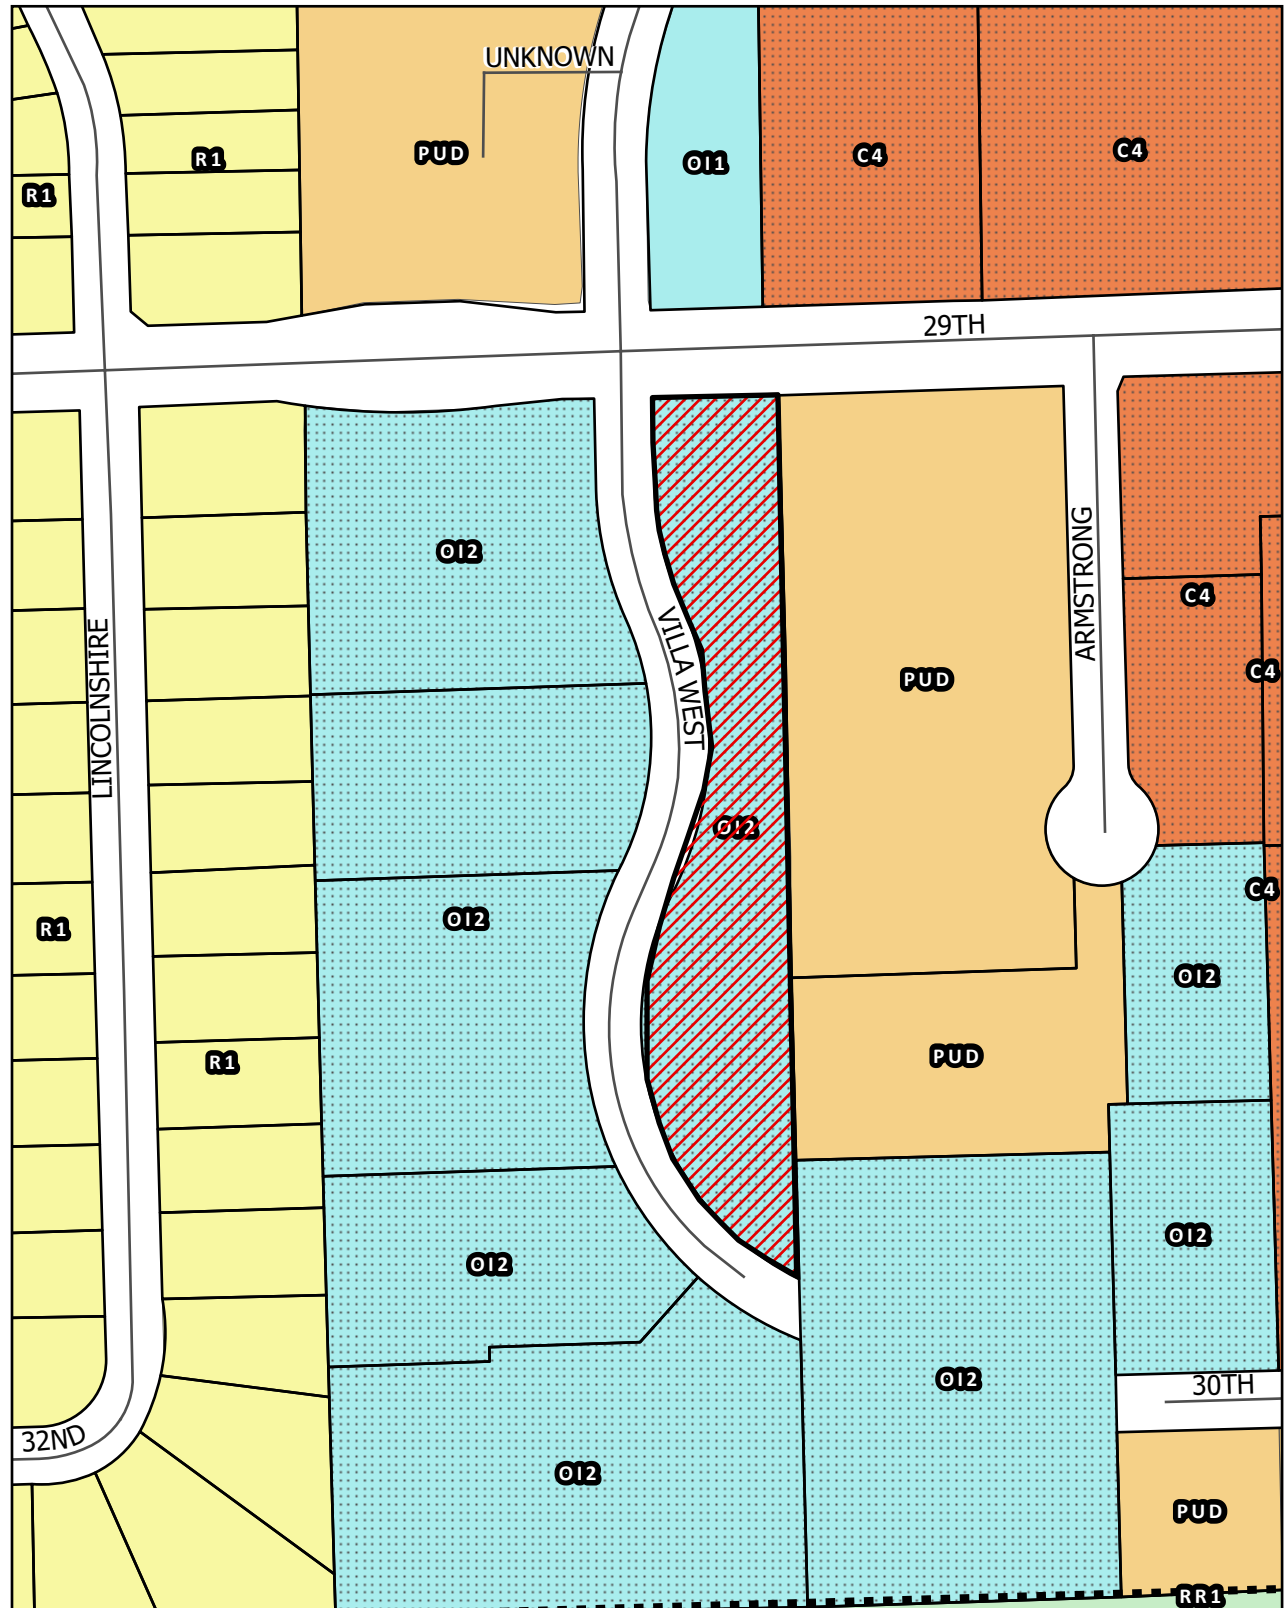 UNKNOWN
PUD
R1
R1
OI1
C4
C4
29TH
OI2
ARMSTRONG
C4
LINCOLNSHIRE
VILLA WEST
PUD
C4
OI2
C4
R1
OI2
OI2
R1
PUD
OI2
OI2
OI2
30TH
32ND
OI2
PUD
RR1